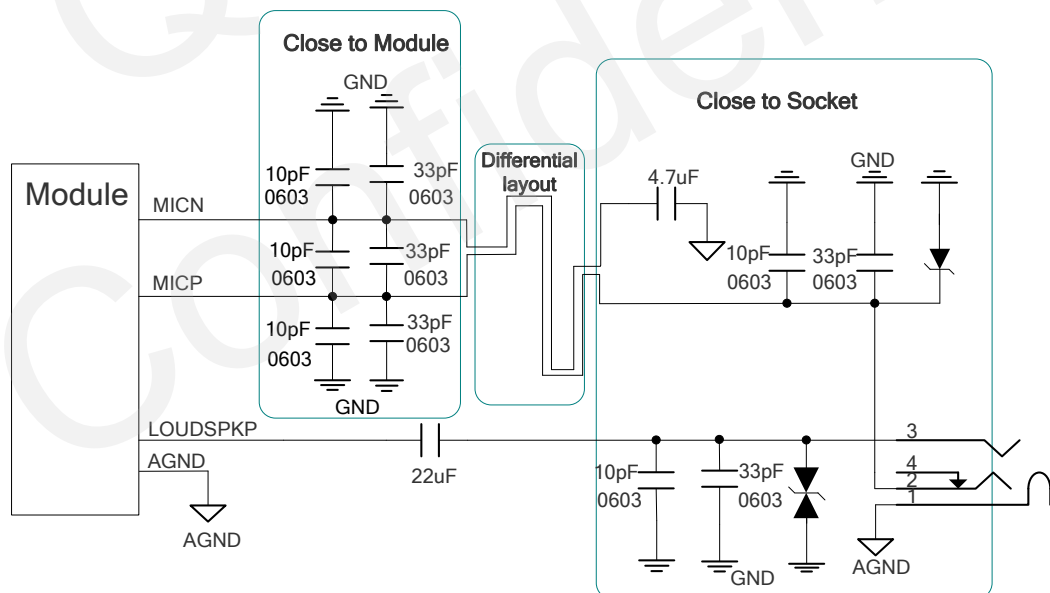 Close to Module
GND
10pF
0603
33pF
0603
10pF
0603
33pF
0603
10pF
0603
33pF
0603
GND
Module
MICN
MICP
LOUDSPKP
AGND
AGND
22uF
Differential
layout
Close to Socket
4.7uF
GND
10pF
0603
33pF
0603
10pF
0603
33pF
0603
GND
AGND
3
4
2
1